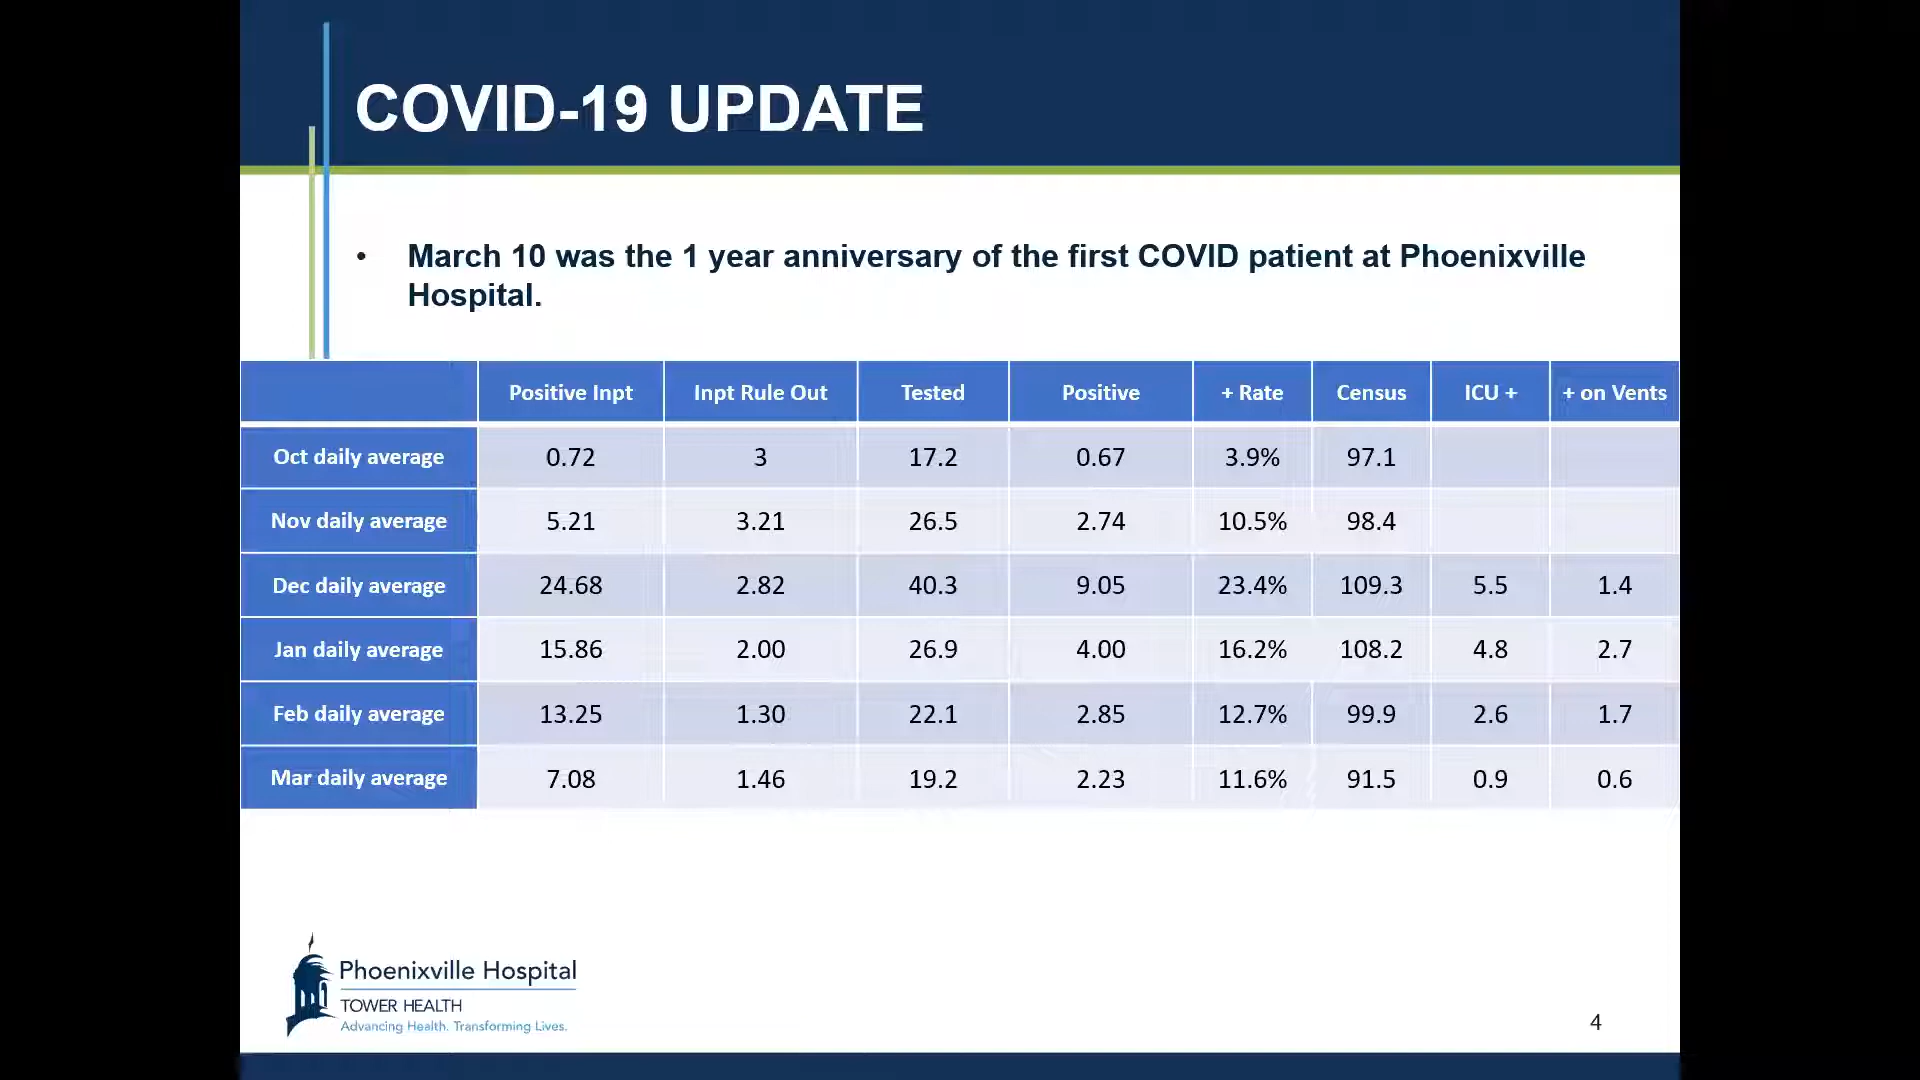 COVID-19 UPDATE
• March 10 was the 1 year anniversary of the first COVID patient at Phoenixville
Hospital.
Positive Inpt Inpt Rule Out Tested Positive + Rate Census ICU + + on Vents
Oct daily average 0.72 3 17.2 0.67 3.9% 97.1
Nov daily average 5.21 3.21 26.5 2.74 10.5% 98.4
Dec daily average 24.68 2.82 40.3 9.05 23.4% 109.3 5.5 1.4
Jan daily average 15.86 2.00 26.9 4.00 16.2% 108.2 4.8 2.7
Feb daily average 13.25 1.30 22.1 2.85 12.7% 99.9 2.6 1.7
Mar daily average 7.08 1.46 19.2 2.23 11.6% 91.5 0.9 0.6
Phoenixville Hospital
TOWER HEALTH
Advancing Health. Transforming Lives.
4